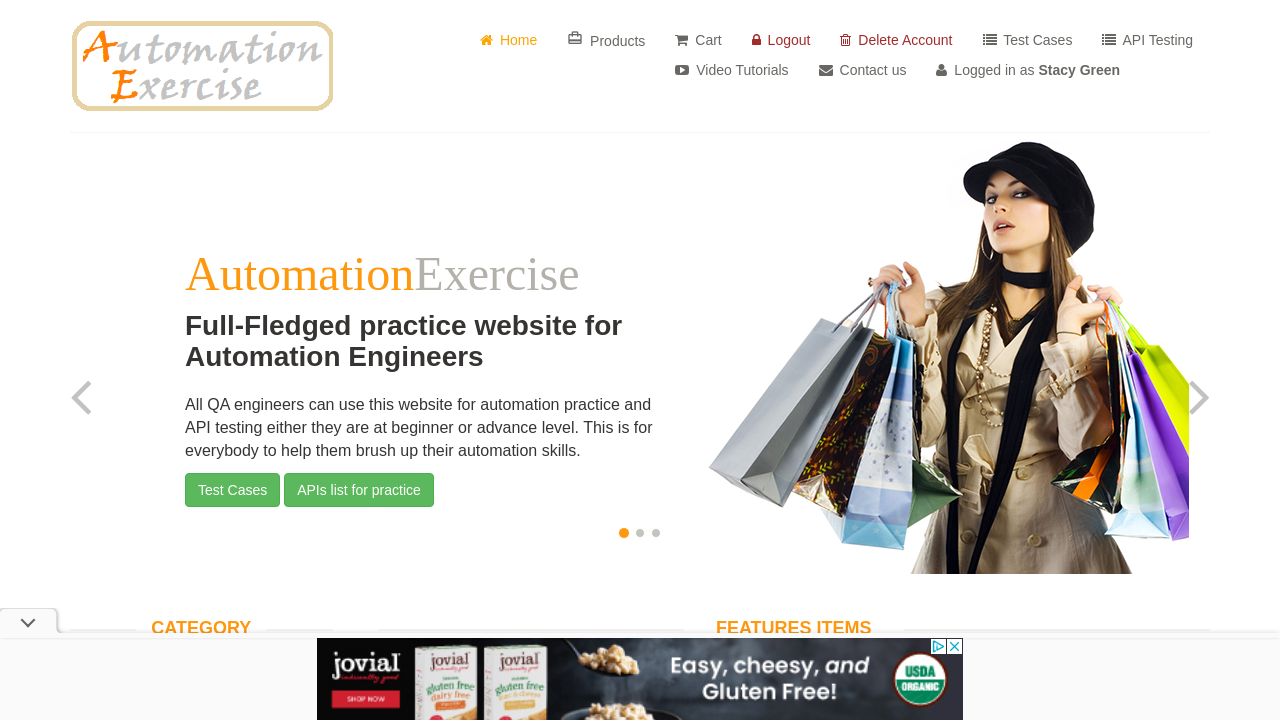 Automation
Exercise
Home
Products
Cart
Logout
Delete Account
Test Cases
API Testing
Video Tutorials
Contact us
Logged in as Stacy Green
AutomationExercise
Full-Fledged practice website for
Automation Engineers
All QA engineers can use this website for automation practice and
API testing either they are at beginner or advance level. This is for
everybody to help them brush up their automation skills.
Test Cases
APIs list for practice
CATEGORY
FEATURES ITEMS
jovial
SHOP NOW
jovial
gluten free
jovial
gluten free
Easy, cheesy, and
Gluten Free!
USDA
ORGANIC